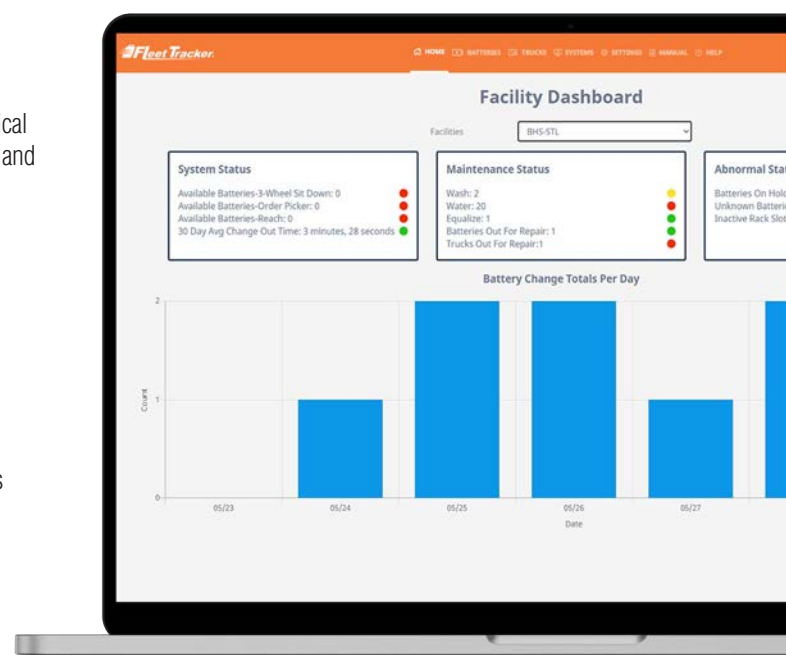 ical
and
s
Fleet Tracker.
HOME BATTERIES TRUCKS SYSTEMS SETTINGS MANUAL HELP
Facility Dashboard
Facilities BHS-STL
System Status
Available Batteries-3-Wheel Sit Down: 0
Available Batteries-Order Picker: 0
Available Batteries-Reach: 0
30 Day Avg Change Out Time: 3 minutes, 28 seconds
Maintenance Status
Wash: 2
Water: 20
Equalize: 1
Batteries Out For Repair: 1
Trucks Out For Repair:1
Abnormal Sta
Batteries On Hold
Unknown Batteri
Inactive Rack Slot
Battery Change Totals Per Day
2
1
0
Count
05/23 05/24 05/25 05/26 05/27
Date